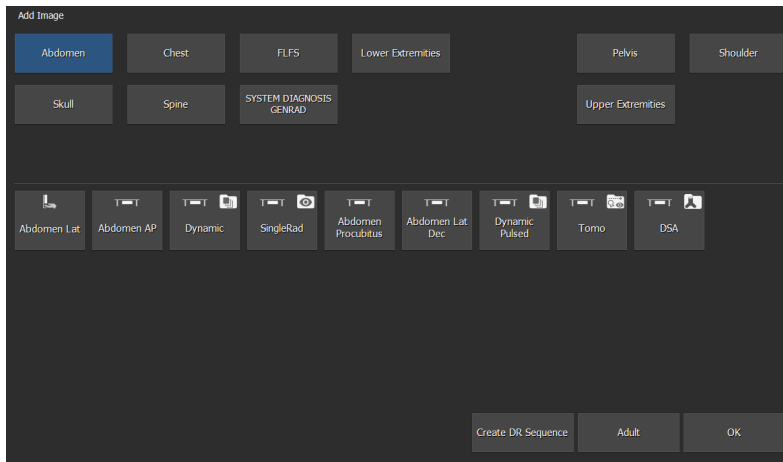 Add Image
Abdomen
Chest
FLFS
Lower Extremities
Pelvis
Shoulder
Skull
Spine
SYSTEM DIAGNOSIS
GENRAD
Upper Extremities
Abdomen Lat
Abdomen AP
Dynamic
SingleRad
Abdomen
Procubitus
Abdomen Lat
Dec
Dynamic
Pulsed
Tomo
DSA
Create DR Sequence
Adult
OK